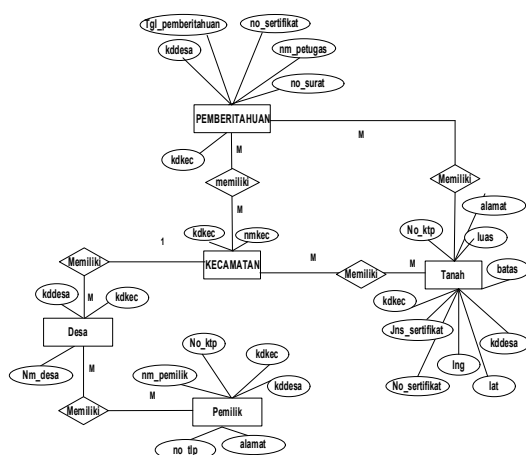 Tgl_pemberitahuan
no_sertifikat
kddesa
nm_petugas
no_surat
PEMBERITAHUAN
M
M
kdkec
memiliki
Memiliki
alamat
M
No_ktp
luas
kdkec
nmkec
1
KECAMATAN
M
M
batas
Memiliki
Memiliki
Tanah
M
kddesa
kdkec
kdkec
Desa
Jns_sertifikat
kddesa
No_ktp
kdkec
lng
Nm_desa
M
nm_pemilik
kddesa
No_sertifikat
lat
M
Memiliki
Pemilik
no_tlp
alamat